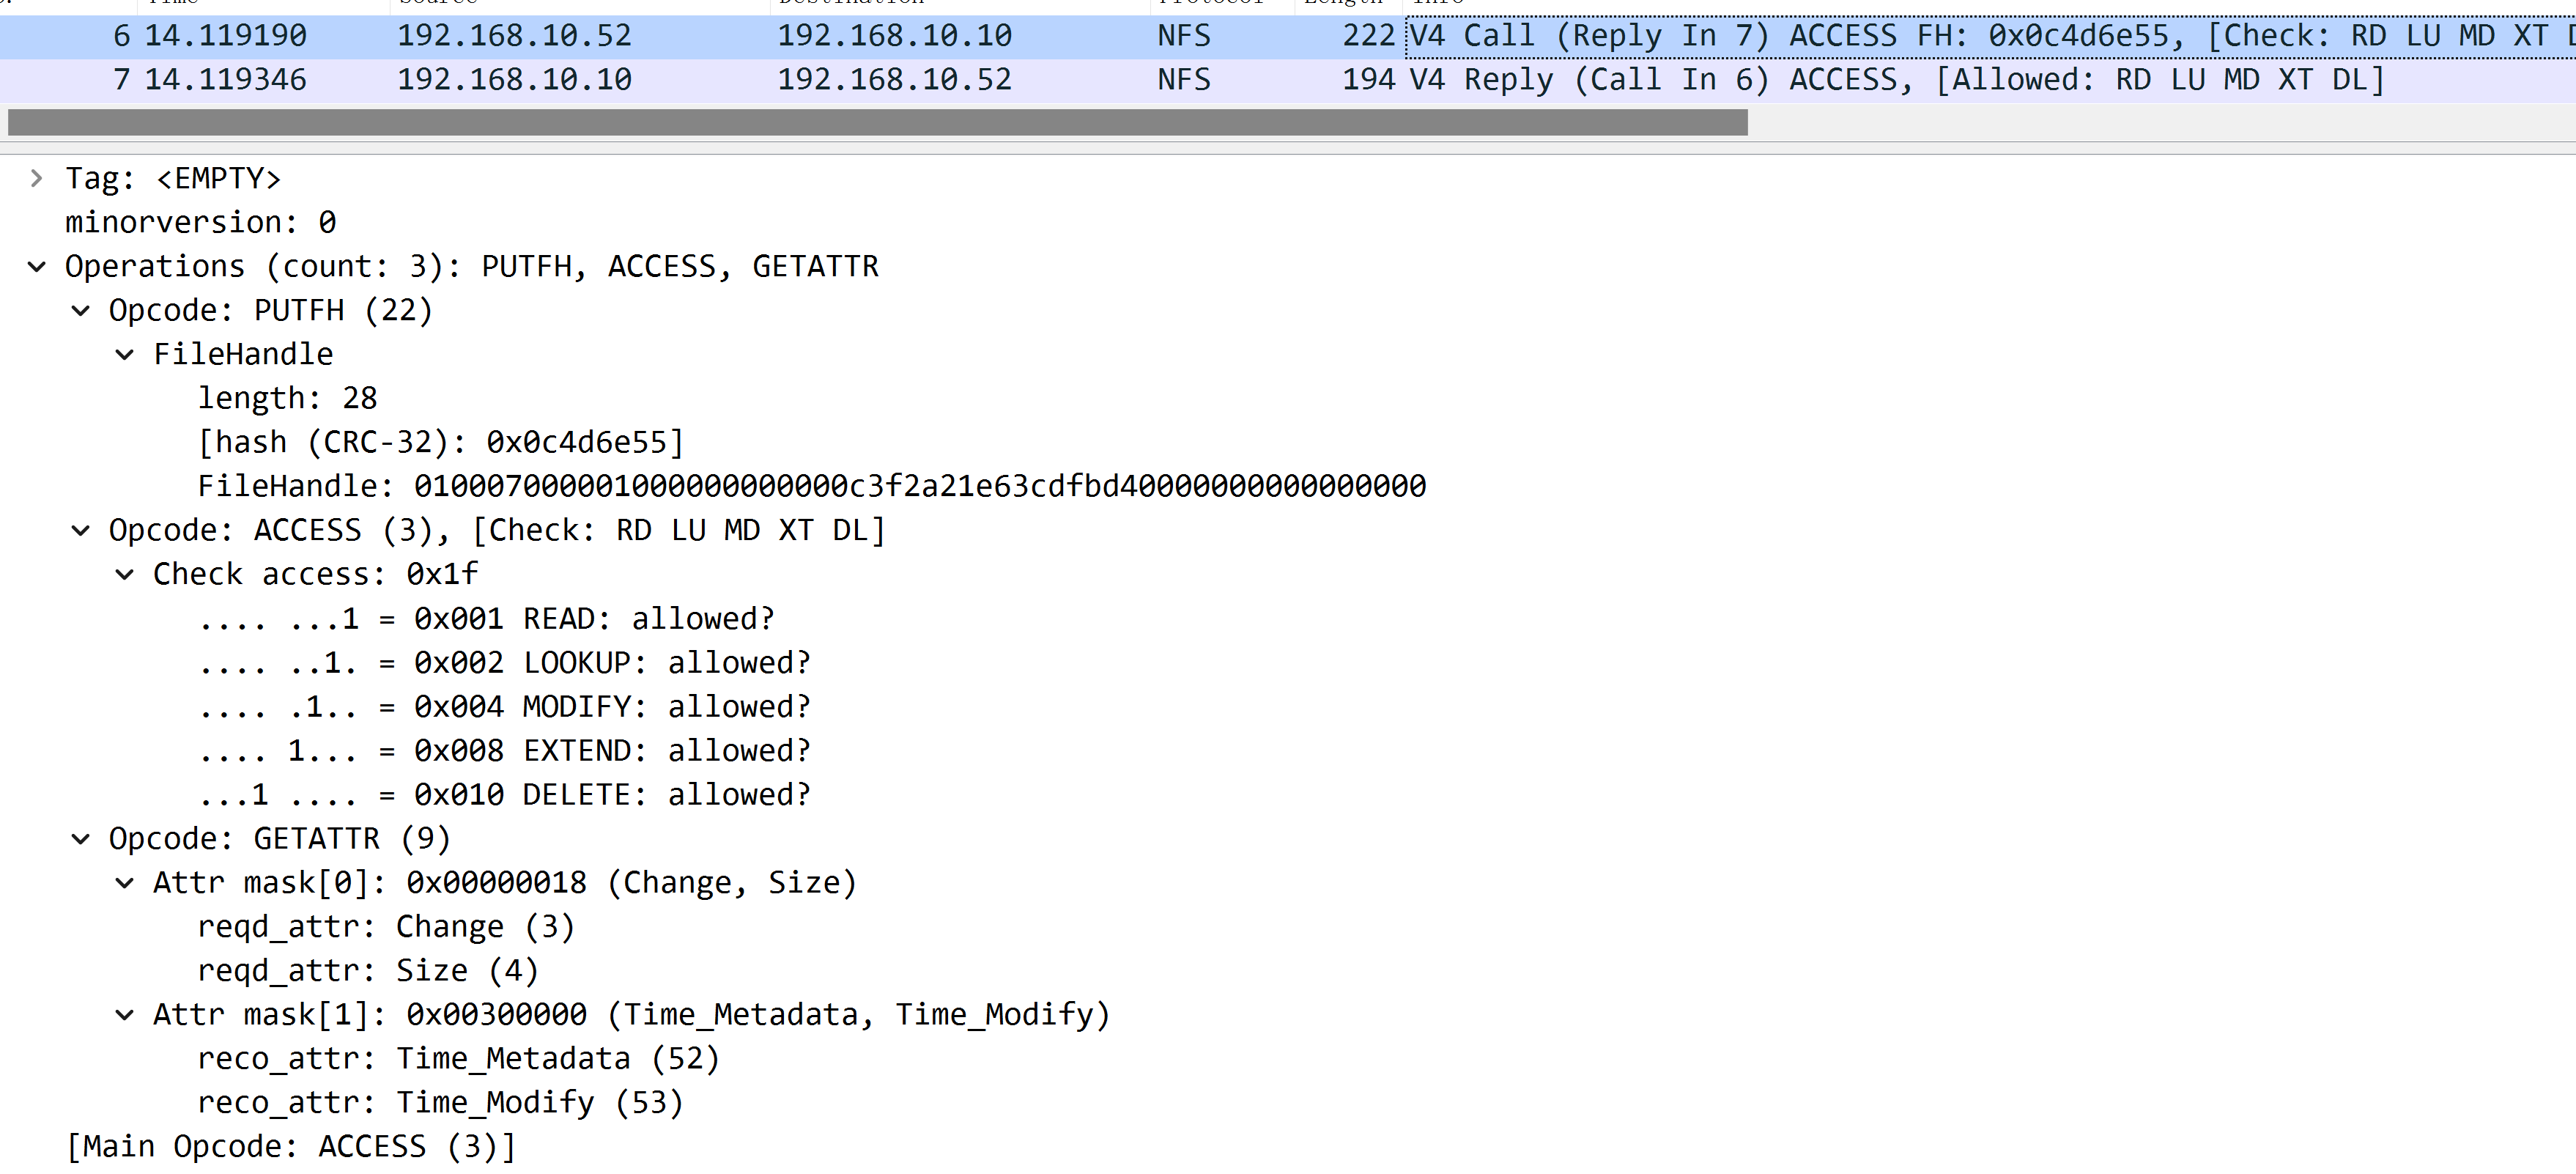 Time Source Destination Protocol Length Info
6 14.119190 192.168.10.52 192.168.10.10 NFS 222 V4 Call (Reply In 7) ACCESS FH: 0x0c4d6e55, [Check: RD LU MD XT D
7 14.119346 192.168.10.10 192.168.10.52 NFS 194 V4 Reply (Call In 6) ACCESS, [Allowed: RD LU MD XT DL]
Tag: <EMPTY>
minorversion: 0
Operations (count: 3): PUTFH, ACCESS, GETATTR
Opcode: PUTFH (22)
FileHandle
length: 28
[hash (CRC-32): 0x0c4d6e55]
FileHandle: 010007000001000000000000c3f2a21e63cdfbd40000000000000000
Opcode: ACCESS (3), [Check: RD LU MD XT DL]
Check access: 0x1f
.... ...1 = 0x001 READ: allowed?
.... ..1. = 0x002 LOOKUP: allowed?
.... .1.. = 0x004 MODIFY: allowed?
.... 1... = 0x008 EXTEND: allowed?
...1 .... = 0x010 DELETE: allowed?
Opcode: GETATTR (9)
Attr mask[0]: 0x00000018 (Change, Size)
reqd_attr: Change (3)
reqd_attr: Size (4)
Attr mask[1]: 0x00300000 (Time_Metadata, Time_Modify)
reco_attr: Time_Metadata (52)
reco_attr: Time_Modify (53)
[Main Opcode: ACCESS (3)]